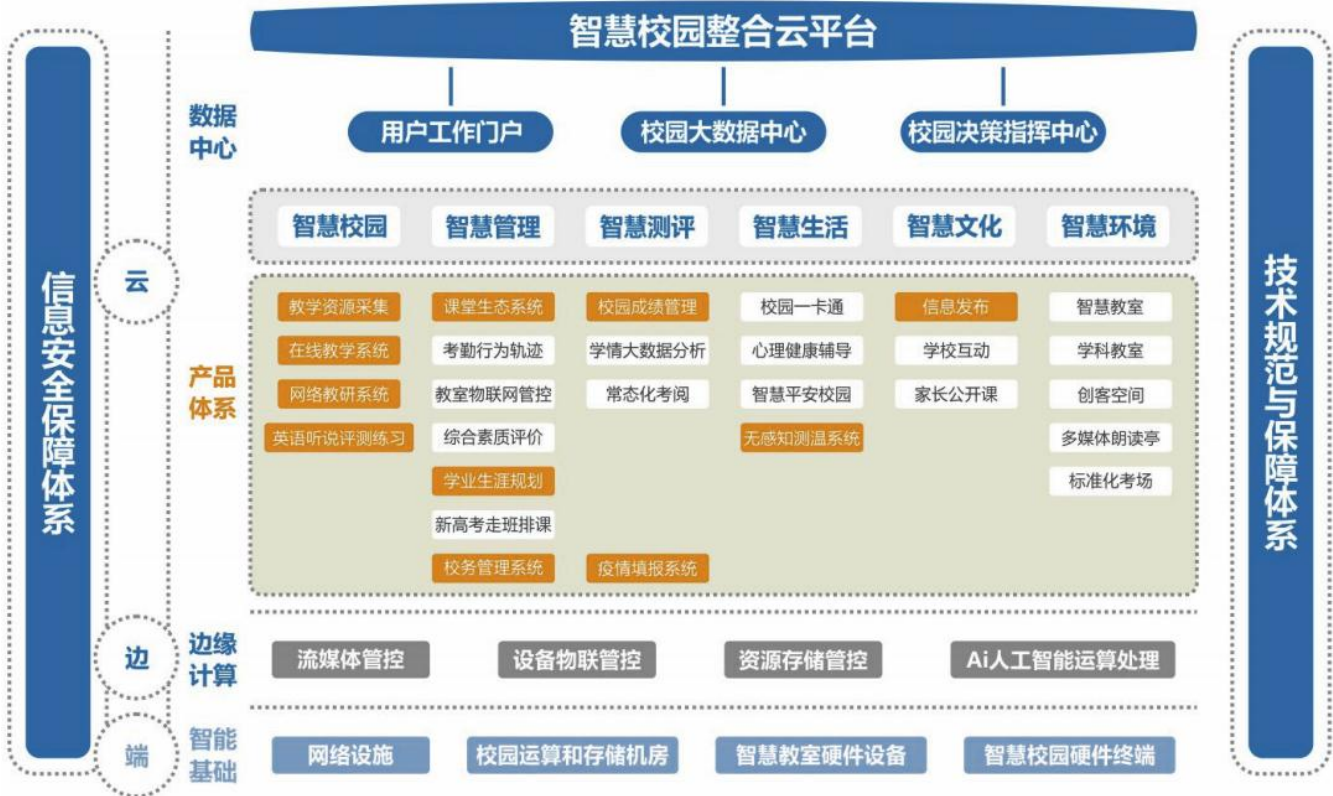 智慧校园整合云平台
数据
中心
用户工作门户
校园大数据中心
校园决策指挥中心
信息安全保障体系
技术规范与保障体系
云
智慧校园
智慧管理
智慧测评
智慧生活
智慧文化
智慧环境
产品
体系
教学资源采集
课堂生态系统
校园成绩管理
校园一卡通
信息发布
智慧教室
在线教学系统
考勤行为轨迹
学情大数据分析
心理健康辅导
学校互动
学科教室
网络教研系统
教室物联网管控
常态化考阅
智慧平安校园
家长公开课
创客空间
英语听说评测练习
综合素质评价
无感知测温系统
多媒体朗读亭
学业生涯规划
标准化考场
新高考走班排课
校务管理系统
疫情填报系统
边
边缘
计算
流媒体管控
设备物联管控
资源存储管控
Ai人工智能运算处理
端
智能
基础
网络设施
校园运算和存储机房
智慧教室硬件设备
智慧校园硬件终端